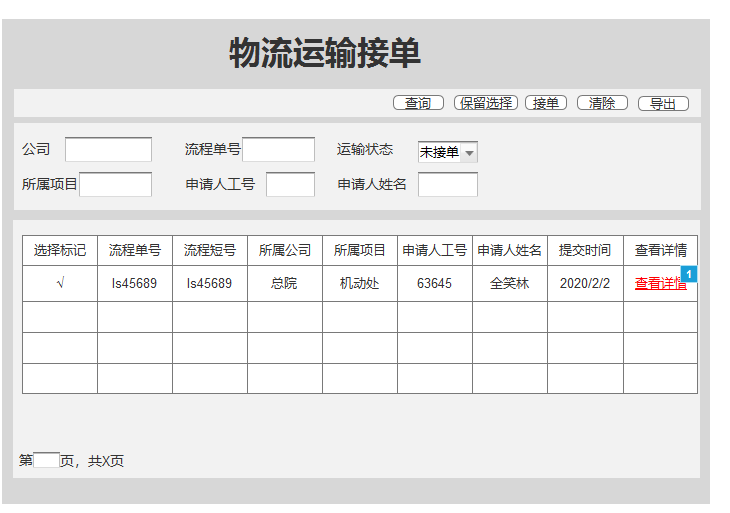 物流运输接单
查询 保留选择 接单 清除 导出
公司 流程单号 运输状态 未接单
所属项目 申请人工号 申请人姓名
选择标记 流程单号 流程短号 所属公司 所属项目 申请人工号 申请人姓名 提交时间 查看详情
√ ls45689 ls45689 总院 机动处 63645 全笑林 2020/2/2 查看详情 1
第 页，共X页